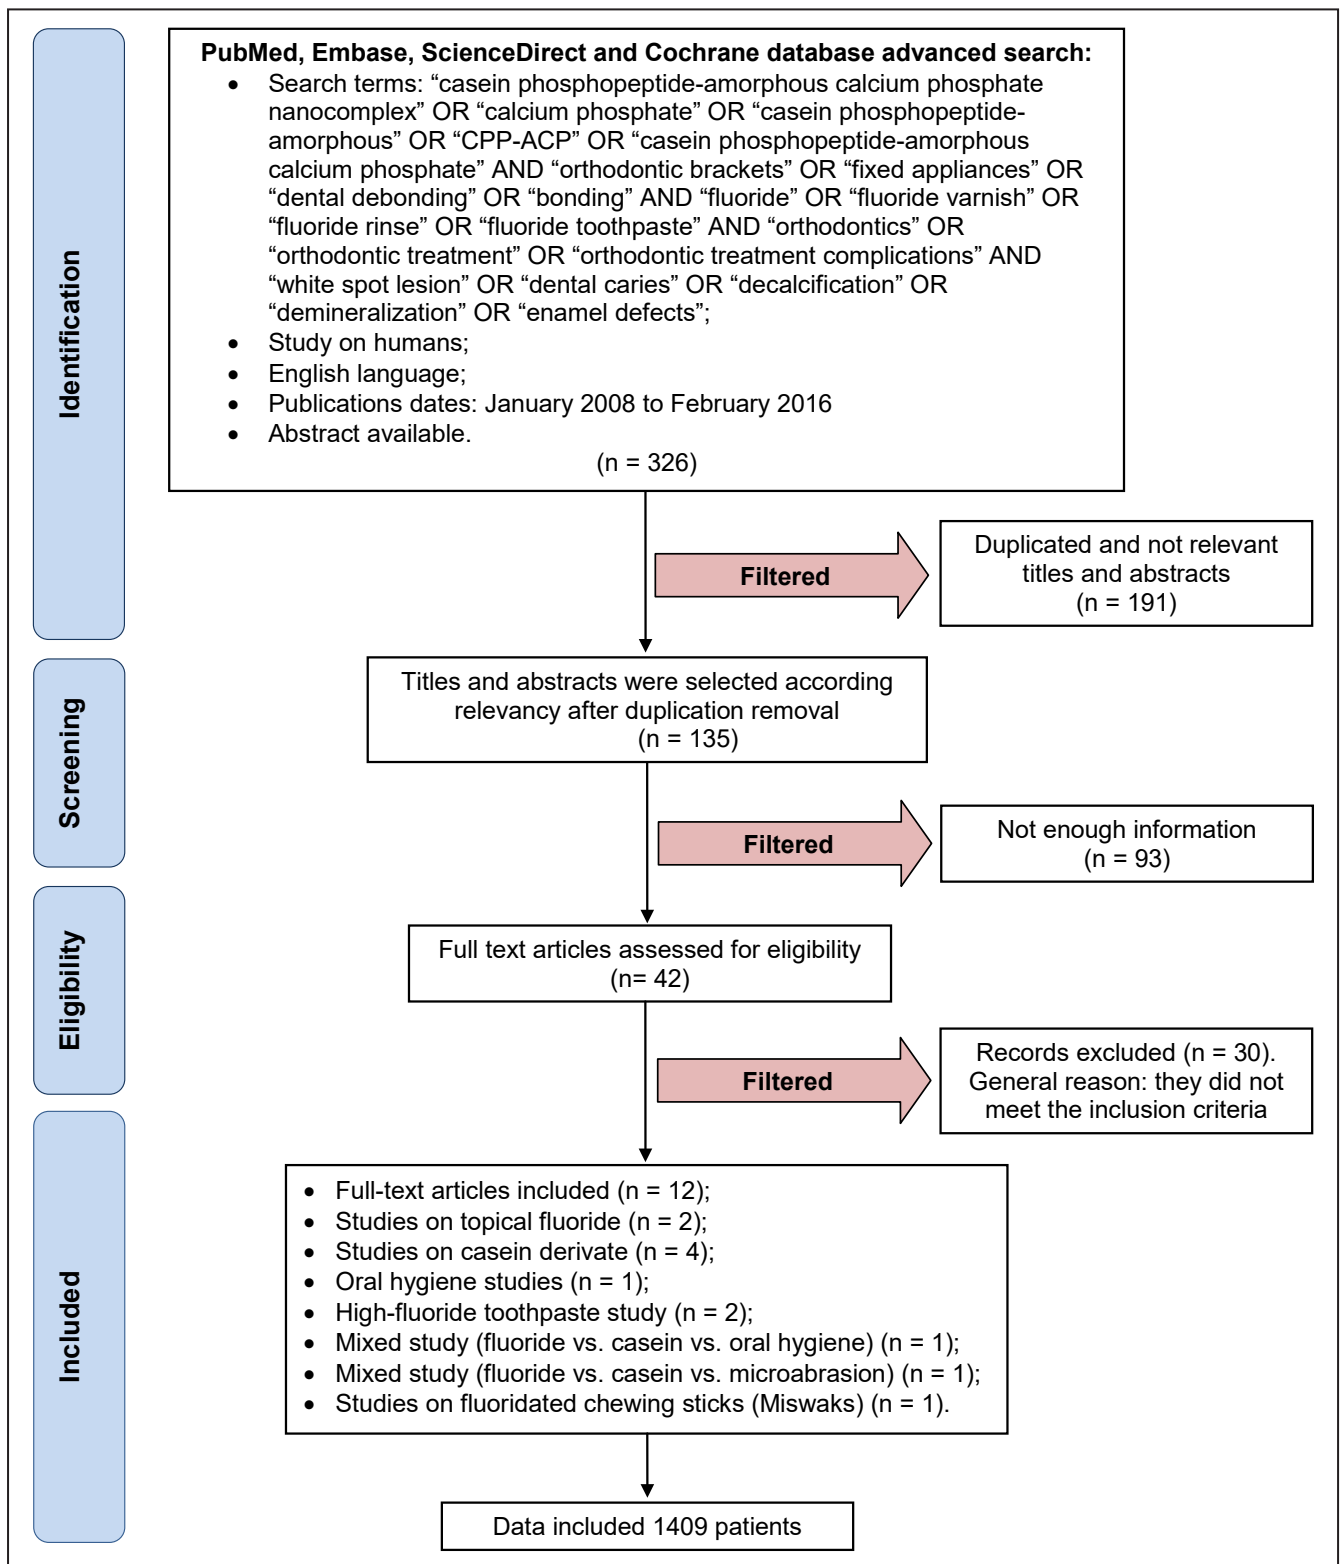 Identification
PubMed, Embase, ScienceDirect and Cochrane database advanced search:
• Search terms: “casein phosphopeptide-amorphous calcium phosphate
nanocomplex” OR “calcium phosphate” OR “casein phosphopeptide-
amorphous” OR “CPP-ACP” OR “casein phosphopeptide-amorphous
calcium phosphate” AND “orthodontic brackets” OR “fixed appliances” OR
“dental debonding” OR “bonding” AND “fluoride” OR “fluoride varnish” OR
“fluoride rinse” OR “fluoride toothpaste” AND “orthodontics” OR
“orthodontic treatment” OR “orthodontic treatment complications” AND
“white spot lesion” OR “dental caries” OR “decalcification” OR
“demineralization” OR “enamel defects”;
• Study on humans;
• English language;
• Publications dates: January 2008 to February 2016
• Abstract available.
(n = 326)
Filtered
Duplicated and not relevant
titles and abstracts
(n = 191)
Screening
Titles and abstracts were selected according
relevancy after duplication removal
(n = 135)
Filtered
Not enough information
(n = 93)
Eligibility
Full text articles assessed for eligibility
(n= 42)
Filtered
Records excluded (n = 30).
General reason: they did not
meet the inclusion criteria
Included
• Full-text articles included (n = 12);
• Studies on topical fluoride (n = 2);
• Studies on casein derivate (n = 4);
• Oral hygiene studies (n = 1);
• High-fluoride toothpaste study (n = 2);
• Mixed study (fluoride vs. casein vs. oral hygiene) (n = 1);
• Mixed study (fluoride vs. casein vs. microabrasion) (n = 1);
• Studies on fluoridated chewing sticks (Miswaks) (n = 1).
Data included 1409 patients